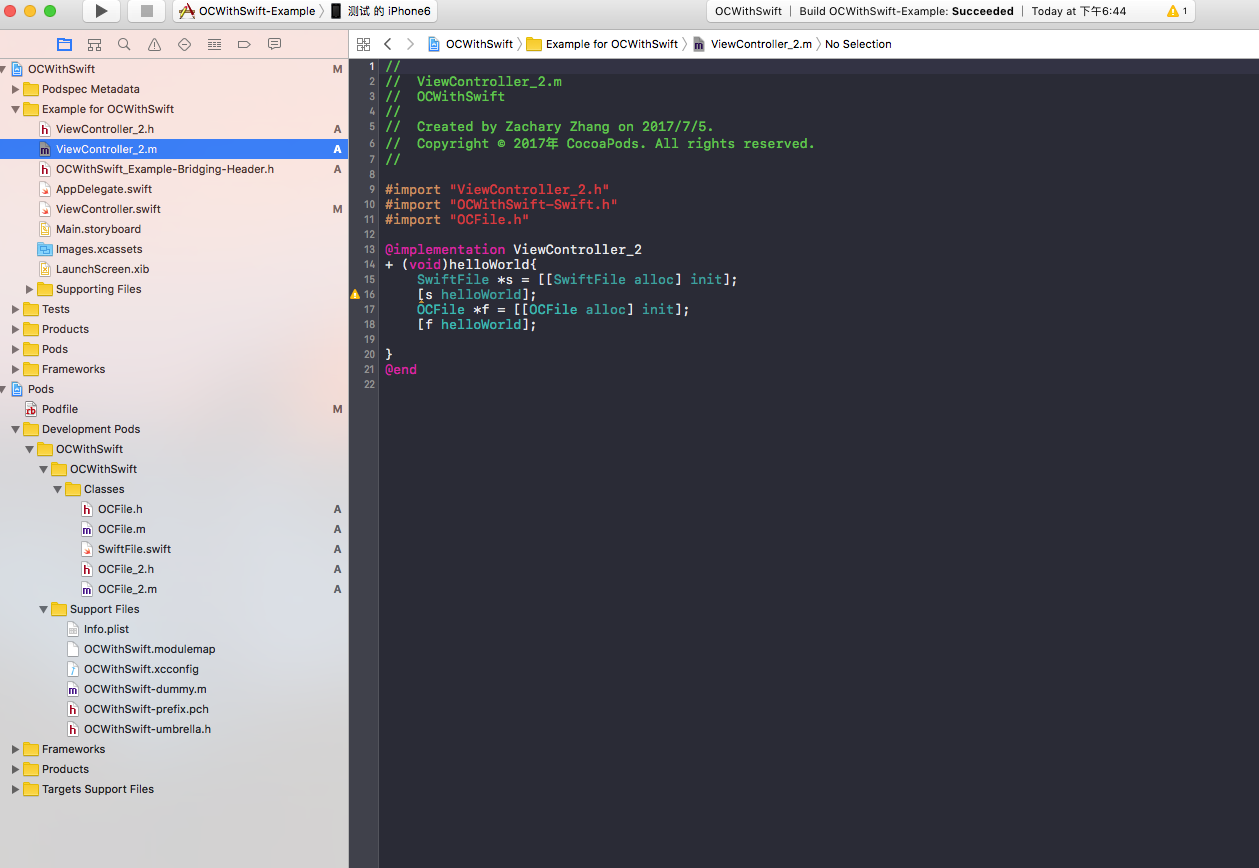 OCWithSwift-Example 测试 的 iPhone6
OCWithSwift | Build OCWithSwift-Example: Succeeded | Today at 下午6:44 1
OCWithSwift M
Podspec Metadata
Example for OCWithSwift
ViewController_2.h A
ViewController_2.m A
OCWithSwift_Example-Bridging-Header.h A
AppDelegate.swift
ViewController.swift M
Main.storyboard
Images.xcassets
LaunchScreen.xib
Supporting Files
Tests
Products
Pods
Frameworks
Pods
Podfile M
Development Pods
OCWithSwift
OCWithSwift
Classes
OCFile.h A
OCFile.m A
SwiftFile.swift A
OCFile_2.h A
OCFile_2.m A
Support Files
Info.plist
OCWithSwift.modulemap
OCWithSwift.xcconfig
OCWithSwift-dummy.m
OCWithSwift-prefix.pch
OCWithSwift-umbrella.h
Frameworks
Products
Targets Support Files
OCWithSwift Example for OCWithSwift ViewController_2.m No Selection
1 //
2 //  ViewController_2.m
3 //  OCWithSwift
4 //
5 //  Created by Zachary Zhang on 2017/7/5.
6 //  Copyright © 2017年 CocoaPods. All rights reserved.
7 //
8
9 #import "ViewController_2.h"
10 #import "OCWithSwift-Swift.h"
11 #import "OCFile.h"
12
13 @implementation ViewController_2
14 + (void)helloWorld{
15     SwiftFile *s = [[SwiftFile alloc] init];
16     [s helloWorld];
17     OCFile *f = [[OCFile alloc] init];
18     [f helloWorld];
19
20 }
21 @end
22